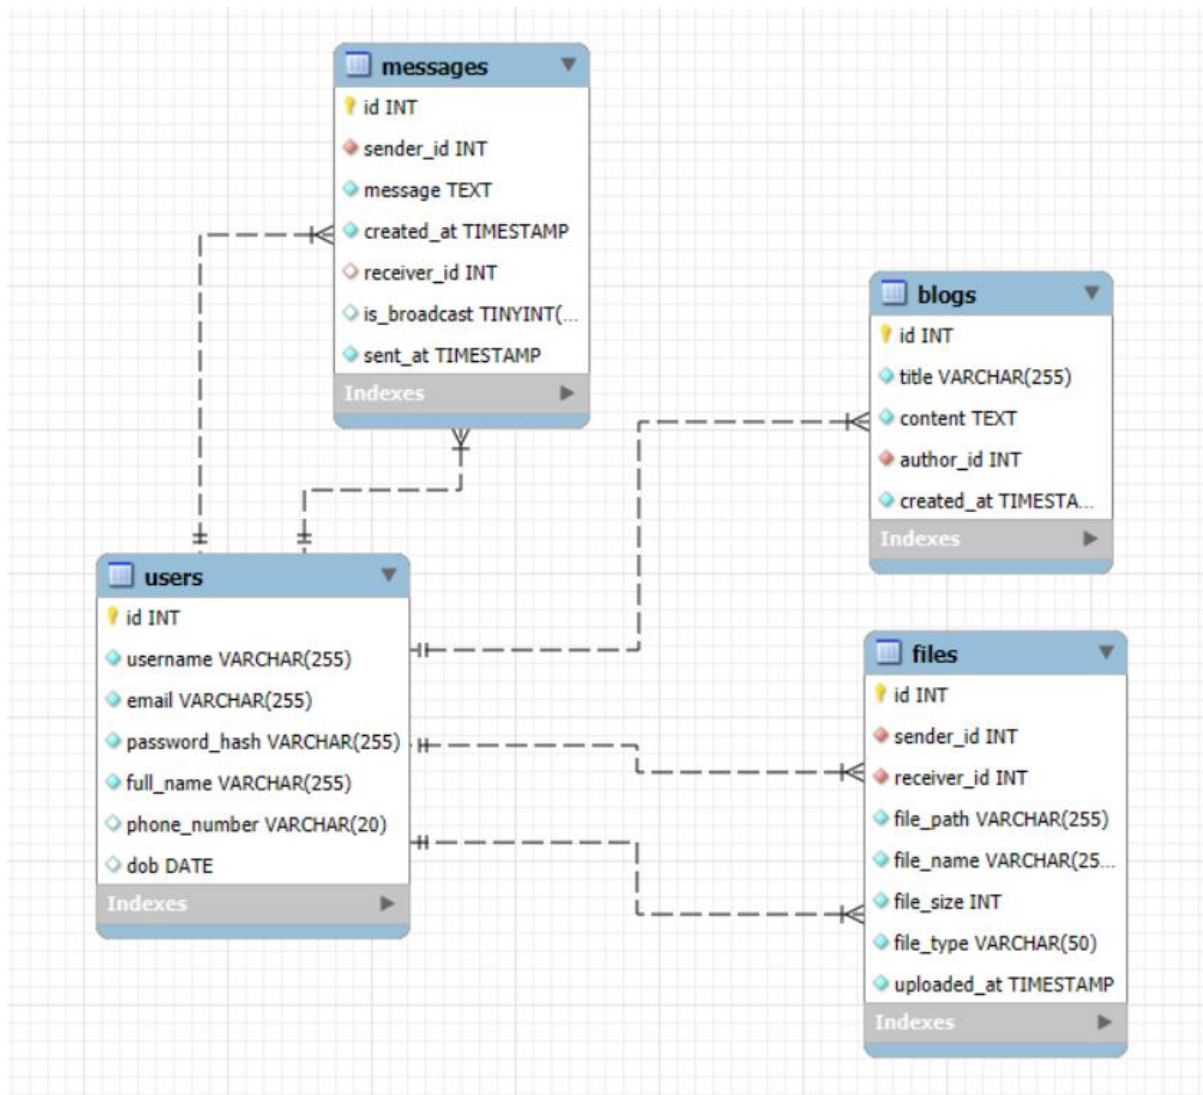 messages
id INT
sender_id INT
message TEXT
created_at TIMESTAMP
receiver_id INT
is_broadcast TINYINT(...
sent_at TIMESTAMP
Indexes
blogs
id INT
title VARCHAR(255)
content TEXT
author_id INT
created_at TIMESTA...
Indexes
users
id INT
username VARCHAR(255)
email VARCHAR(255)
password_hash VARCHAR(255)
full_name VARCHAR(255)
phone_number VARCHAR(20)
dob DATE
Indexes
files
id INT
sender_id INT
receiver_id INT
file_path VARCHAR(255)
file_name VARCHAR(25...
file_size INT
file_type VARCHAR(50)
uploaded_at TIMESTAMP
Indexes